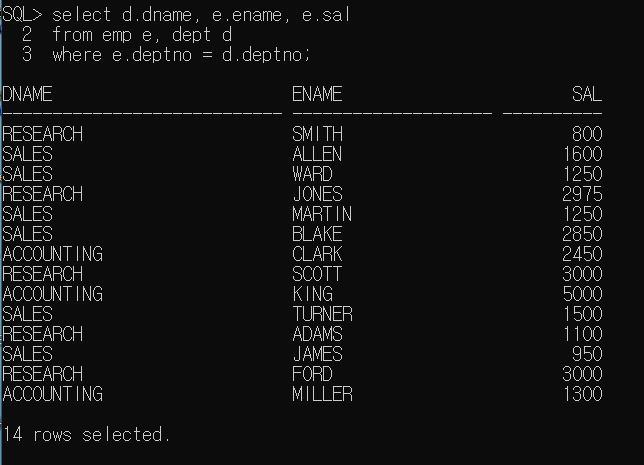 SQL> select d.dname, e.ename, e.sal
  2  from emp e, dept d
  3  where e.deptno = d.deptno;
DNAME                        ENAME                       SAL
---------------------------- -------------------- ----------
RESEARCH                     SMITH                       800
SALES                        ALLEN                      1600
SALES                        WARD                       1250
RESEARCH                     JONES                      2975
SALES                        MARTIN                     1250
SALES                        BLAKE                      2850
ACCOUNTING                   CLARK                      2450
RESEARCH                     SCOTT                      3000
ACCOUNTING                   KING                       5000
SALES                        TURNER                     1500
RESEARCH                     ADAMS                      1100
SALES                        JAMES                       950
RESEARCH                     FORD                       3000
ACCOUNTING                   MILLER                     1300
14 rows selected.